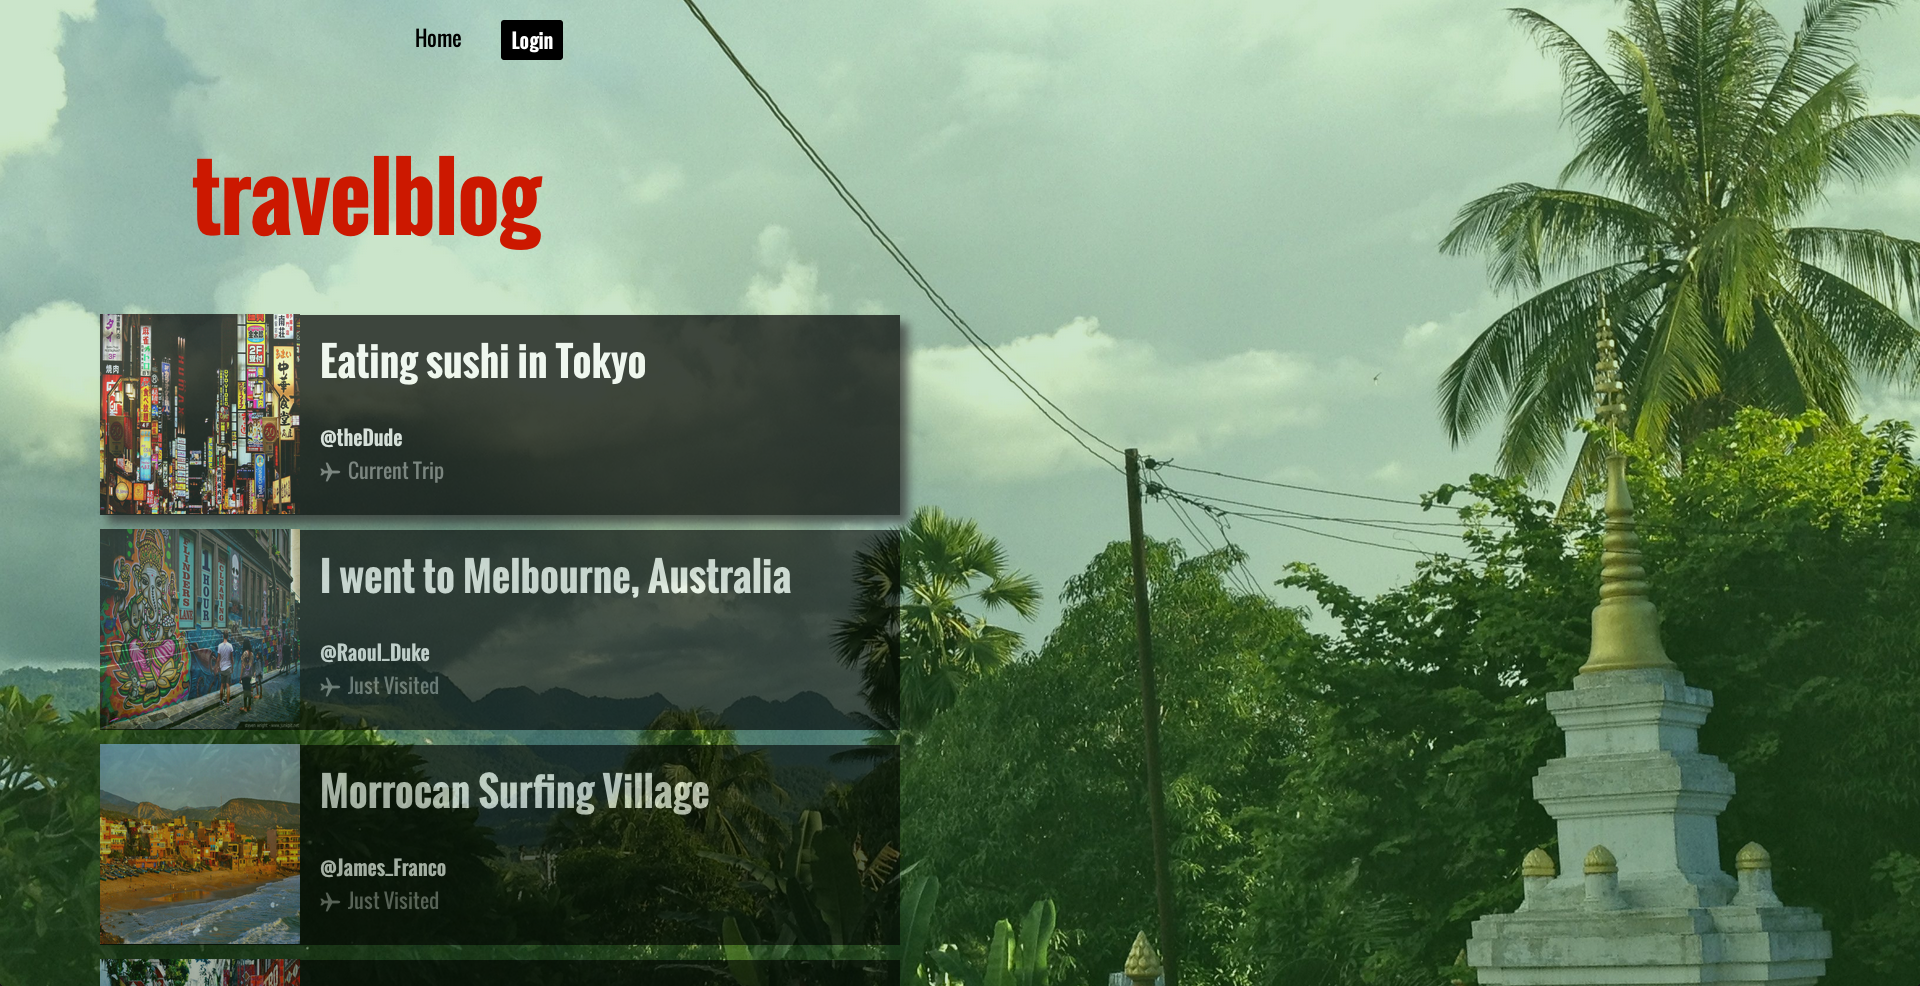 Home
Login
travelblog
Eating sushi in Tokyo
@theDude
Current Trip
I went to Melbourne, Australia
@Raoul_Duke
Just Visited
Morrocan Surfing Village
@James_Franco
Just Visited